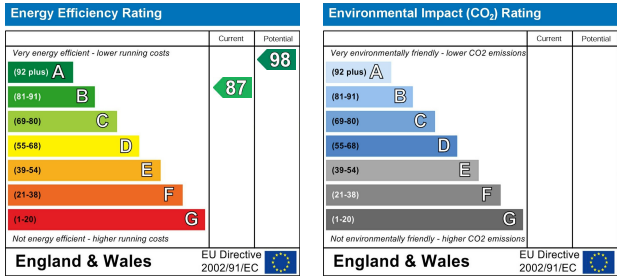 Energy Efficiency Rating
Current Potential
Very energy efficient - lower running costs
(92 plus) A
(81-91) B
(69-80) C
(55-68) D
(39-54) E
(21-38) F
(1-20) G
87
98
Not energy efficient - higher running costs
England & Wales
EU Directive
2002/91/EC
Environmental Impact (CO₂) Rating
Current Potential
Very environmentally friendly - lower CO2 emissions
(92 plus) A
(81-91) B
(69-80) C
(55-68) D
(39-54) E
(21-38) F
(1-20) G
Not environmentally friendly - higher CO2 emissions
England & Wales
EU Directive
2002/91/EC